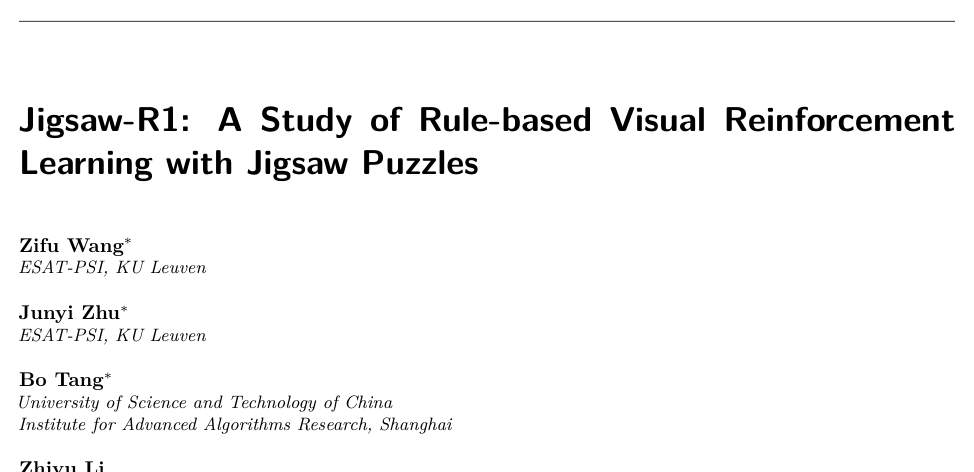 Jigsaw-R1: A Study of Rule-based Visual Reinforcement
Learning with Jigsaw Puzzles
Zifu Wang*
ESAT-PSI, KU Leuven
Junyi Zhu*
ESAT-PSI, KU Leuven
Bo Tang*
University of Science and Technology of China
Institute for Advanced Algorithms Research, Shanghai
Zhiyu Li